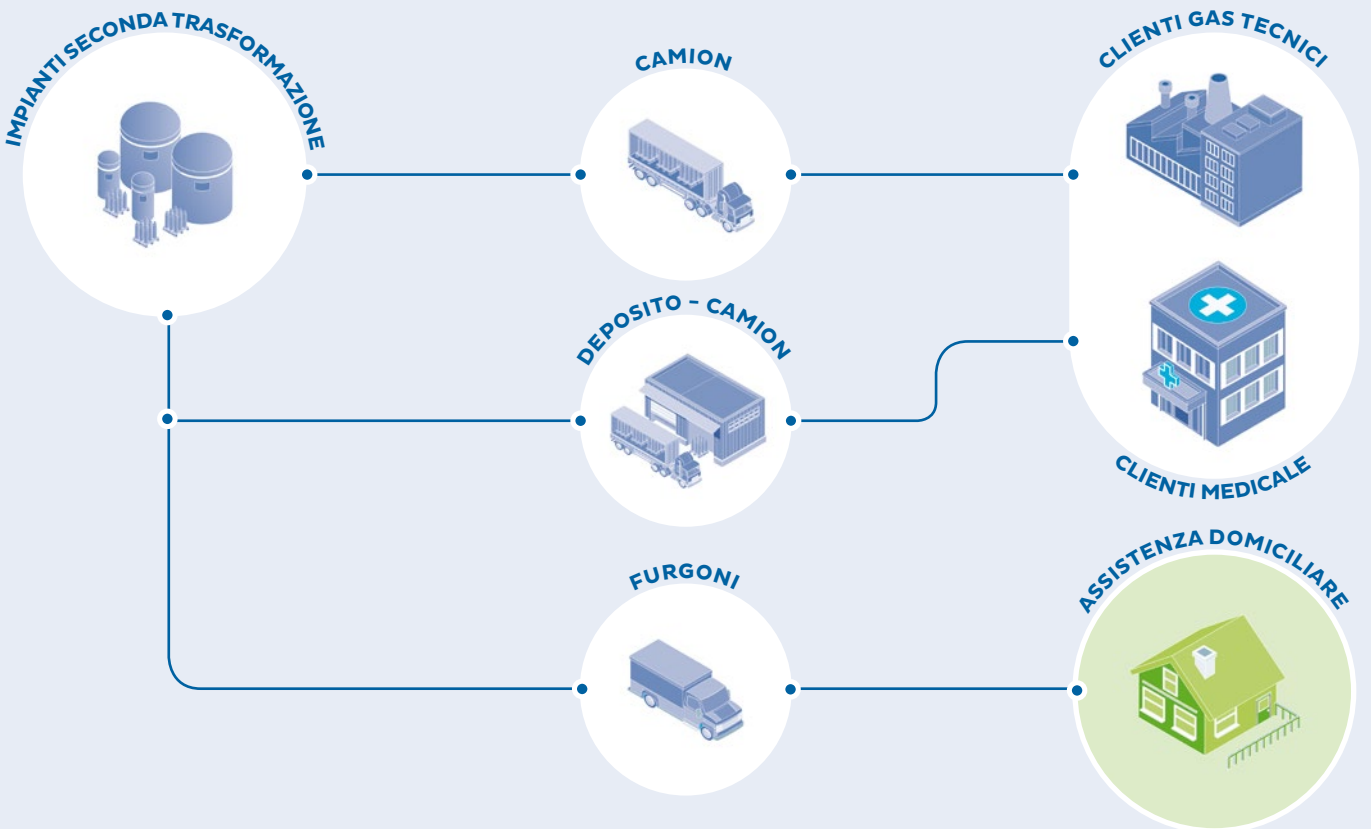 IMPIANTI SECONDA TRASFORMAZIONE
CAMION
CLIENTI GAS TECNICI
DEPOSITO - CAMION
CLIENTI MEDICALE
FURGONI
ASSISTENZA DOMICILIARE